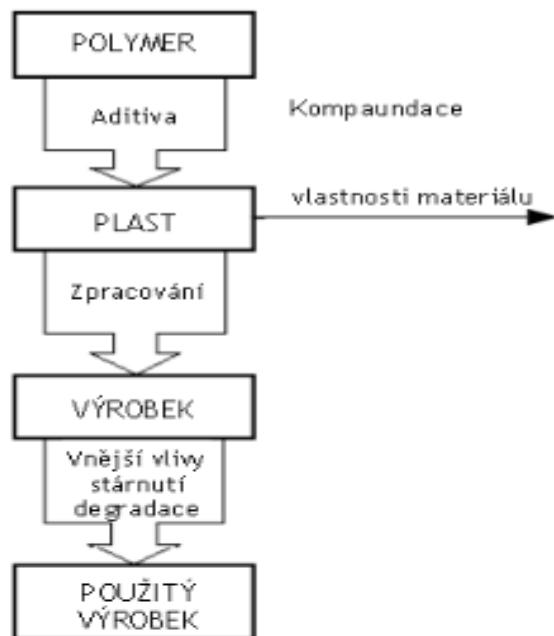 POLYMER
Aditiva
Kompaundace
vlastnosti materiálu
PLAST
Zpracování
VÝROBEK
Vnější vlivy
stárnutí
degradace
POUŽITÝ
VÝROBEK